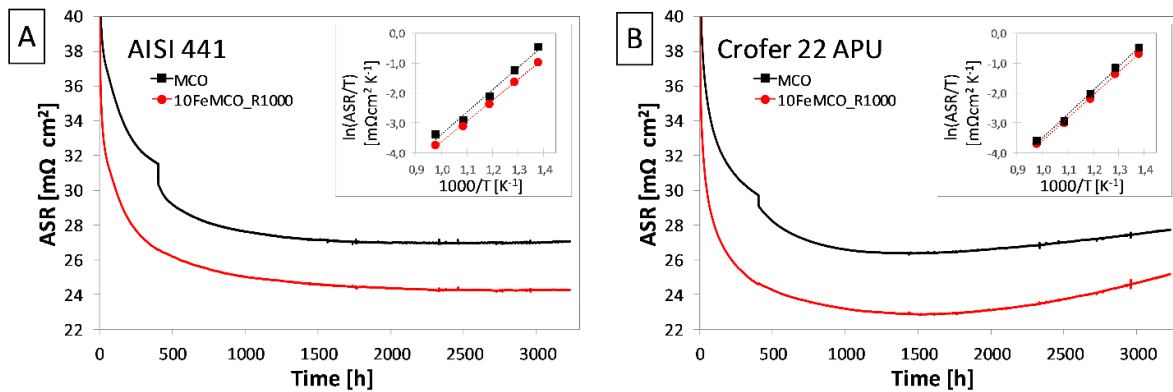 A
AISI 441
MCO
10FeMCO_R1000
ASR [mΩ cm²]
40
38
36
34
32
30
28
26
24
22
0
500
1000
1500
2000
2500
3000
Time [h]
ln(ASR/T)
[mΩcm² K⁻¹]
0,0
-1,0
-2,0
-3,0
-4,0
0,9 1,0 1,1 1,2 1,3 1,4
1000/T [K⁻¹]
B
Crofer 22 APU
MCO
10FeMCO_R1000
ASR [mΩ cm²]
40
38
36
34
32
30
28
26
24
22
0
500
1000
1500
2000
2500
3000
Time [h]
ln(ASR/T)
[mΩcm² K⁻¹]
0,0
-1,0
-2,0
-3,0
-4,0
0,9 1,0 1,1 1,2 1,3 1,4
1000/T [K⁻¹]